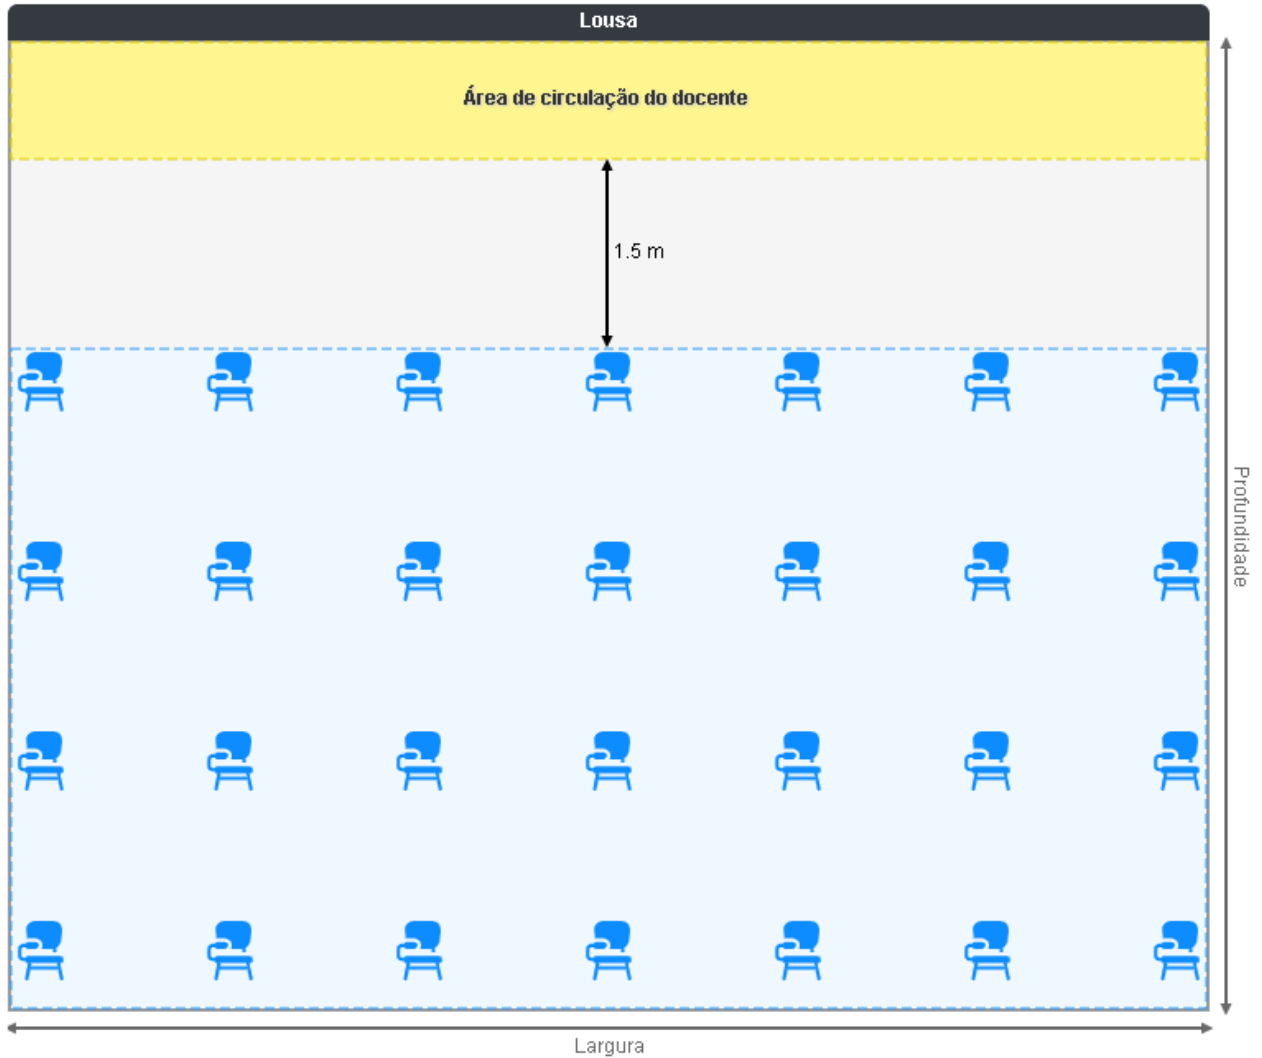 Lousa
Área de circulação do docente
1.5 m
Profundidade
Largura